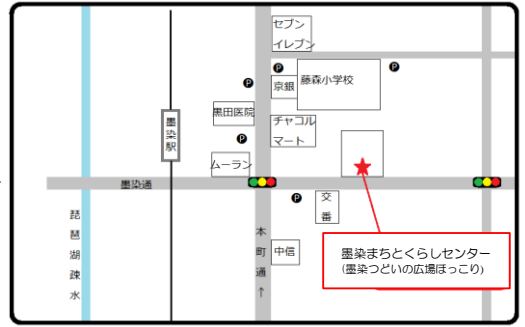 セブン
イレブン
P
P
P
京銀
藤森小学校
黒田医院
チャコル
マート
墨染駅
P
ムーラン
墨染通
P
交番
琵琶湖疎水
本町通↑
中信
墨染まちとくらしセンター
(墨染つどいの広場ほっこり)